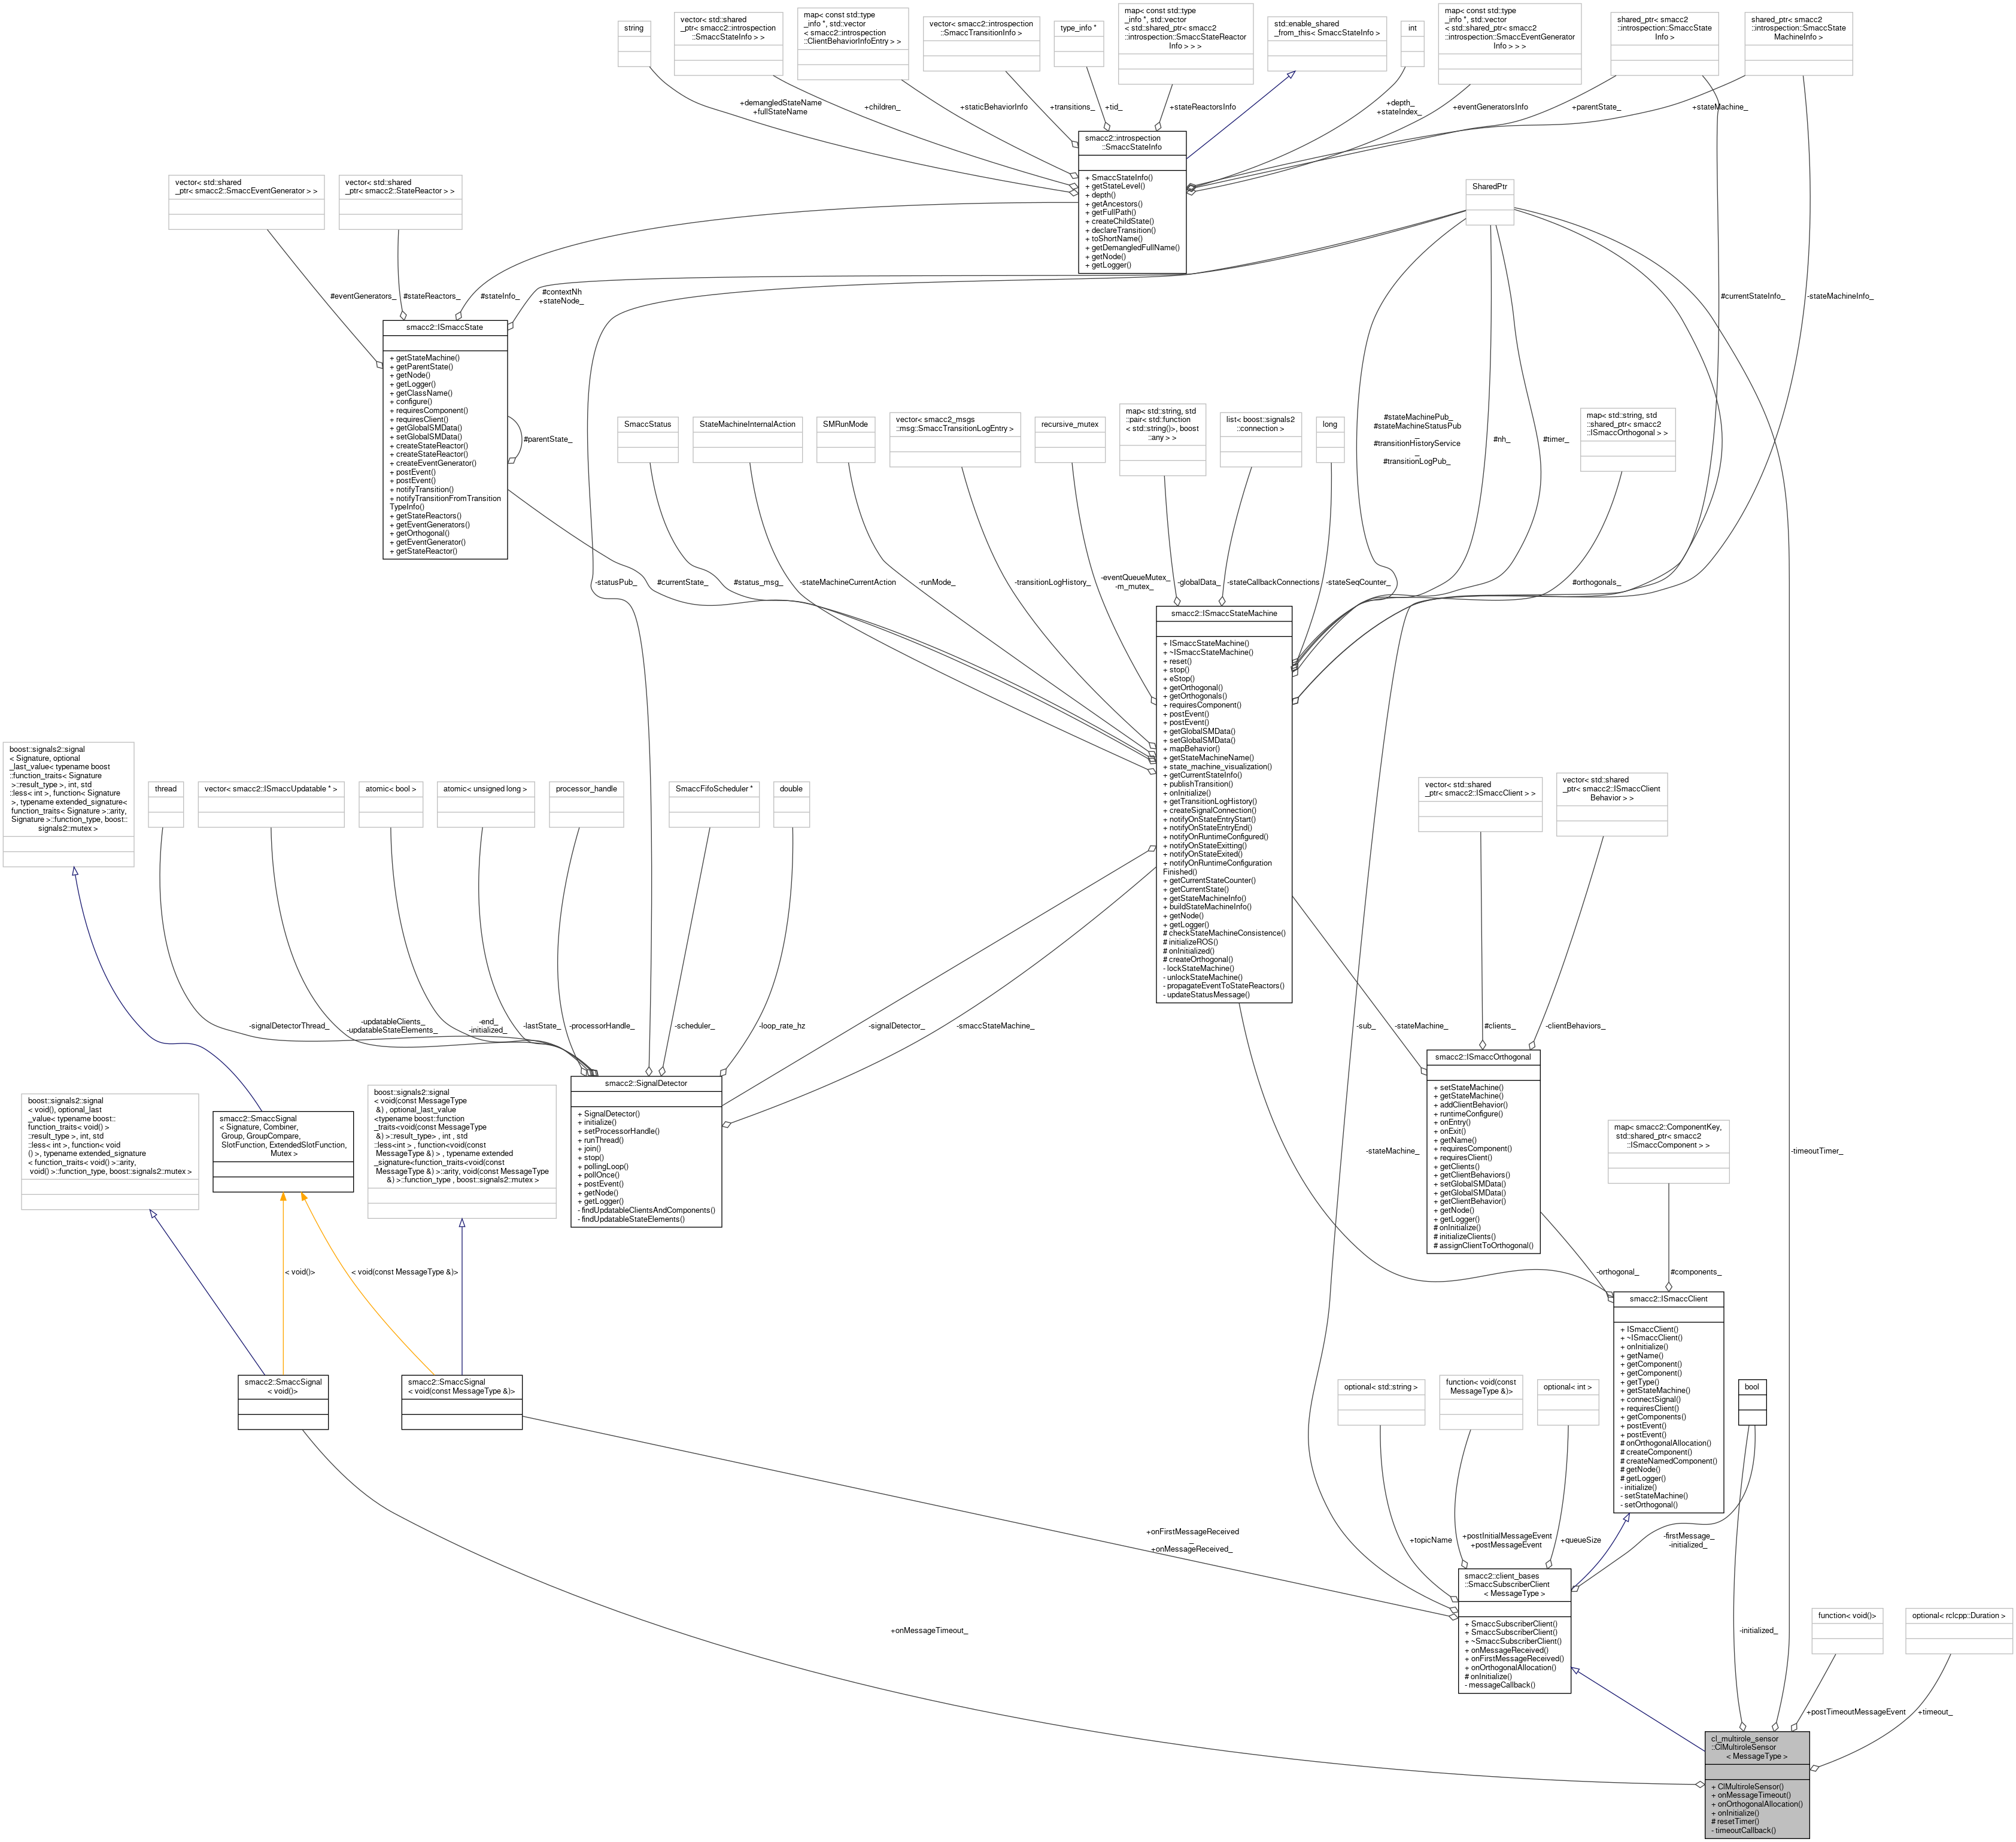 string
vector< std::shared
_ptr< smacc2::introspection
::SmaccStateInfo > >
map< const std::type
_info *, std::vector
< smacc2::introspection
::ClientBehaviorInfoEntry > >
vector< smacc2::introspection
::SmaccTransitionInfo >
type_info *
map< const std::type
_info *, std::vector
< std::shared_ptr< smacc2
::introspection::SmaccStateReactor
Info > > >
std::enable_shared
_from_this< SmaccStateInfo >
int
map< const std::type
_info *, std::vector
< std::shared_ptr< smacc2
::introspection::SmaccEventGenerator
Info > > >
shared_ptr< smacc2
::introspection::SmaccState
Info >
shared_ptr< smacc2
::introspection::SmaccState
MachineInfo >
+demangledStateName
+fullStateName
+children_
+staticBehaviorInfo
+transitions_
+tid_
+stateReactorsInfo
+depth_
+stateIndex_
+eventGeneratorsInfo
+parentState_
+stateMachine_
smacc2::introspection
::SmaccStateInfo
+ SmaccStateInfo()
+ getStateLevel()
+ depth()
+ getAncestors()
+ getFullPath()
+ createChildState()
+ declareTransition()
+ toShortName()
+ getDemangledFullName()
+ getNode()
+ getLogger()
vector< std::shared
_ptr< smacc2::SmaccEventGenerator > >
vector< std::shared
_ptr< smacc2::StateReactor > >
SharedPtr
#eventGenerators_
#stateReactors_
#stateInfo_
#contextNh
+stateNode_
#currentStateInfo_
-stateMachineInfo_
smacc2::ISmaccState
+ getStateMachine()
+ getParentState()
+ getNode()
+ getLogger()
+ getClassName()
+ configure()
+ requiresComponent()
+ requiresClient()
+ getGlobalSMData()
+ setGlobalSMData()
+ createStateReactor()
+ createStateReactor()
+ createEventGenerator()
+ postEvent()
+ postEvent()
+ notifyTransition()
+ notifyTransitionFromTransition
TypeInfo()
+ getStateReactors()
+ getEventGenerators()
+ getOrthogonal()
+ getEventGenerator()
+ getStateReactor()
#parentState_
SmaccStatus
StateMachineInternalAction
SMRunMode
vector< smacc2_msgs
::msg::SmaccTransitionLogEntry >
recursive_mutex
map< std::string, std
::pair< std::function
< std::string()>, boost
::any > >
list< boost::signals2
::connection >
long
#stateMachinePub_
#stateMachineStatusPub
_
#transitionHistoryService
_
#transitionLogPub_
#nh_
#timer_
map< std::string, std
::shared_ptr< smacc2
::ISmaccOrthogonal > >
-statusPub_
#currentState_
#status_msg_
-stateMachineCurrentAction
-runMode_
-transitionLogHistory_
-eventQueueMutex_
-m_mutex_
-globalData_
-stateCallbackConnections
-stateSeqCounter_
#orthogonals_
smacc2::ISmaccStateMachine
+ ISmaccStateMachine()
+ ~ISmaccStateMachine()
+ reset()
+ stop()
+ eStop()
+ getOrthogonal()
+ getOrthogonals()
+ requiresComponent()
+ postEvent()
+ postEvent()
+ getGlobalSMData()
+ setGlobalSMData()
+ mapBehavior()
+ getStateMachineName()
+ state_machine_visualization()
+ getCurrentStateInfo()
+ publishTransition()
+ onInitialize()
+ getTransitionLogHistory()
+ createSignalConnection()
+ notifyOnStateEntryStart()
+ notifyOnStateEntryEnd()
+ notifyOnRuntimeConfigured()
+ notifyOnStateExitting()
+ notifyOnStateExited()
+ notifyOnRuntimeConfiguration
Finished()
+ getCurrentStateCounter()
+ getCurrentState()
+ getStateMachineInfo()
+ buildStateMachineInfo()
+ getNode()
+ getLogger()
# checkStateMachineConsistence()
# initializeROS()
# onInitialized()
# createOrthogonal()
- lockStateMachine()
- unlockStateMachine()
- propagateEventToStateReactors()
- updateStatusMessage()
boost::signals2::signal
< Signature, optional
_last_value< typename boost
::function_traits< Signature
>::result_type >, int, std
::less< int >, function< Signature
>, typename extended_signature<
function_traits< Signature >::arity,
Signature >::function_type, boost::
signals2::mutex >
thread
vector< smacc2::ISmaccUpdatable * >
atomic< bool >
atomic< unsigned long >
processor_handle
SmaccFifoScheduler *
double
vector< std::shared
_ptr< smacc2::ISmaccClient > >
vector< std::shared
_ptr< smacc2::ISmaccClient
Behavior > >
-signalDetectorThread_
-updatableClients_
-updatableStateElements_
-end_
-initialized_
-lastState_
-processorHandle_
-scheduler_
-loop_rate_hz
-signalDetector_
-smaccStateMachine_
-sub_
-stateMachine_
#clients_
-clientBehaviors_
smacc2::ISmaccOrthogonal
+ setStateMachine()
+ getStateMachine()
+ addClientBehavior()
+ runtimeConfigure()
+ onEntry()
+ onExit()
+ getName()
+ requiresComponent()
+ requiresClient()
+ getClients()
+ getClientBehaviors()
+ setGlobalSMData()
+ getGlobalSMData()
+ getClientBehavior()
+ getNode()
+ getLogger()
# onInitialize()
# initializeClients()
# assignClientToOrthogonal()
smacc2::SignalDetector
+ SignalDetector()
+ initialize()
+ setProcessorHandle()
+ runThread()
+ join()
+ stop()
+ pollingLoop()
+ pollOnce()
+ postEvent()
+ getNode()
+ getLogger()
- findUpdatableClientsAndComponents()
- findUpdatableStateElements()
boost::signals2::signal
< void(), optional_last
_value< typename boost::
function_traits< void() >
::result_type >, int, std
::less< int >, function< void
() >, typename extended_signature
< function_traits< void() >::arity,
void() >::function_type, boost::signals2::mutex >
smacc2::SmaccSignal
< Signature, Combiner,
Group, GroupCompare,
SlotFunction, ExtendedSlotFunction,
Mutex >
boost::signals2::signal
< void(const MessageType
&) , optional_last_value
<typename boost::function
_traits<void(const MessageType
&) >::result_type> , int , std
::less<int > , function<void(const
MessageType &) > , typename extended
_signature<function_traits<void(const
MessageType &) >::arity, void(const MessageType
&) >::function_type , boost::signals2::mutex >
map< smacc2::ComponentKey,
std::shared_ptr< smacc2
::ISmaccComponent > >
-stateMachine_
-timeoutTimer_
< void()>
< void(const MessageType &)>
-orthogonal_
#components_
smacc2::ISmaccClient
+ ISmaccClient()
+ ~ISmaccClient()
+ onInitialize()
+ getName()
+ getComponent()
+ getComponent()
+ getType()
+ getStateMachine()
+ connectSignal()
+ requiresClient()
+ getComponents()
+ postEvent()
+ postEvent()
# onOrthogonalAllocation()
# createComponent()
# createNamedComponent()
# getNode()
# getLogger()
- initialize()
- setStateMachine()
- setOrthogonal()
smacc2::SmaccSignal
< void()>
smacc2::SmaccSignal
< void(const MessageType &)>
optional< std::string >
function< void(const
MessageType &)>
optional< int >
bool
+onFirstMessageReceived
_
+onMessageReceived_
+topicName
+postInitialMessageEvent
+postMessageEvent
+queueSize
-firstMessage_
-initialized_
smacc2::client_bases
::SmaccSubscriberClient
< MessageType >
+ SmaccSubscriberClient()
+ SmaccSubscriberClient()
+ ~SmaccSubscriberClient()
+ onMessageReceived()
+ onFirstMessageReceived()
+ onOrthogonalAllocation()
# onInitialize()
- messageCallback()
function< void()>
optional< rclcpp::Duration >
+onMessageTimeout_
-initialized_
+postTimeoutMessageEvent
+timeout_
cl_multirole_sensor
::ClMultiroleSensor
< MessageType >
+ ClMultiroleSensor()
+ onMessageTimeout()
+ onOrthogonalAllocation()
+ onInitialize()
# resetTimer()
- timeoutCallback()